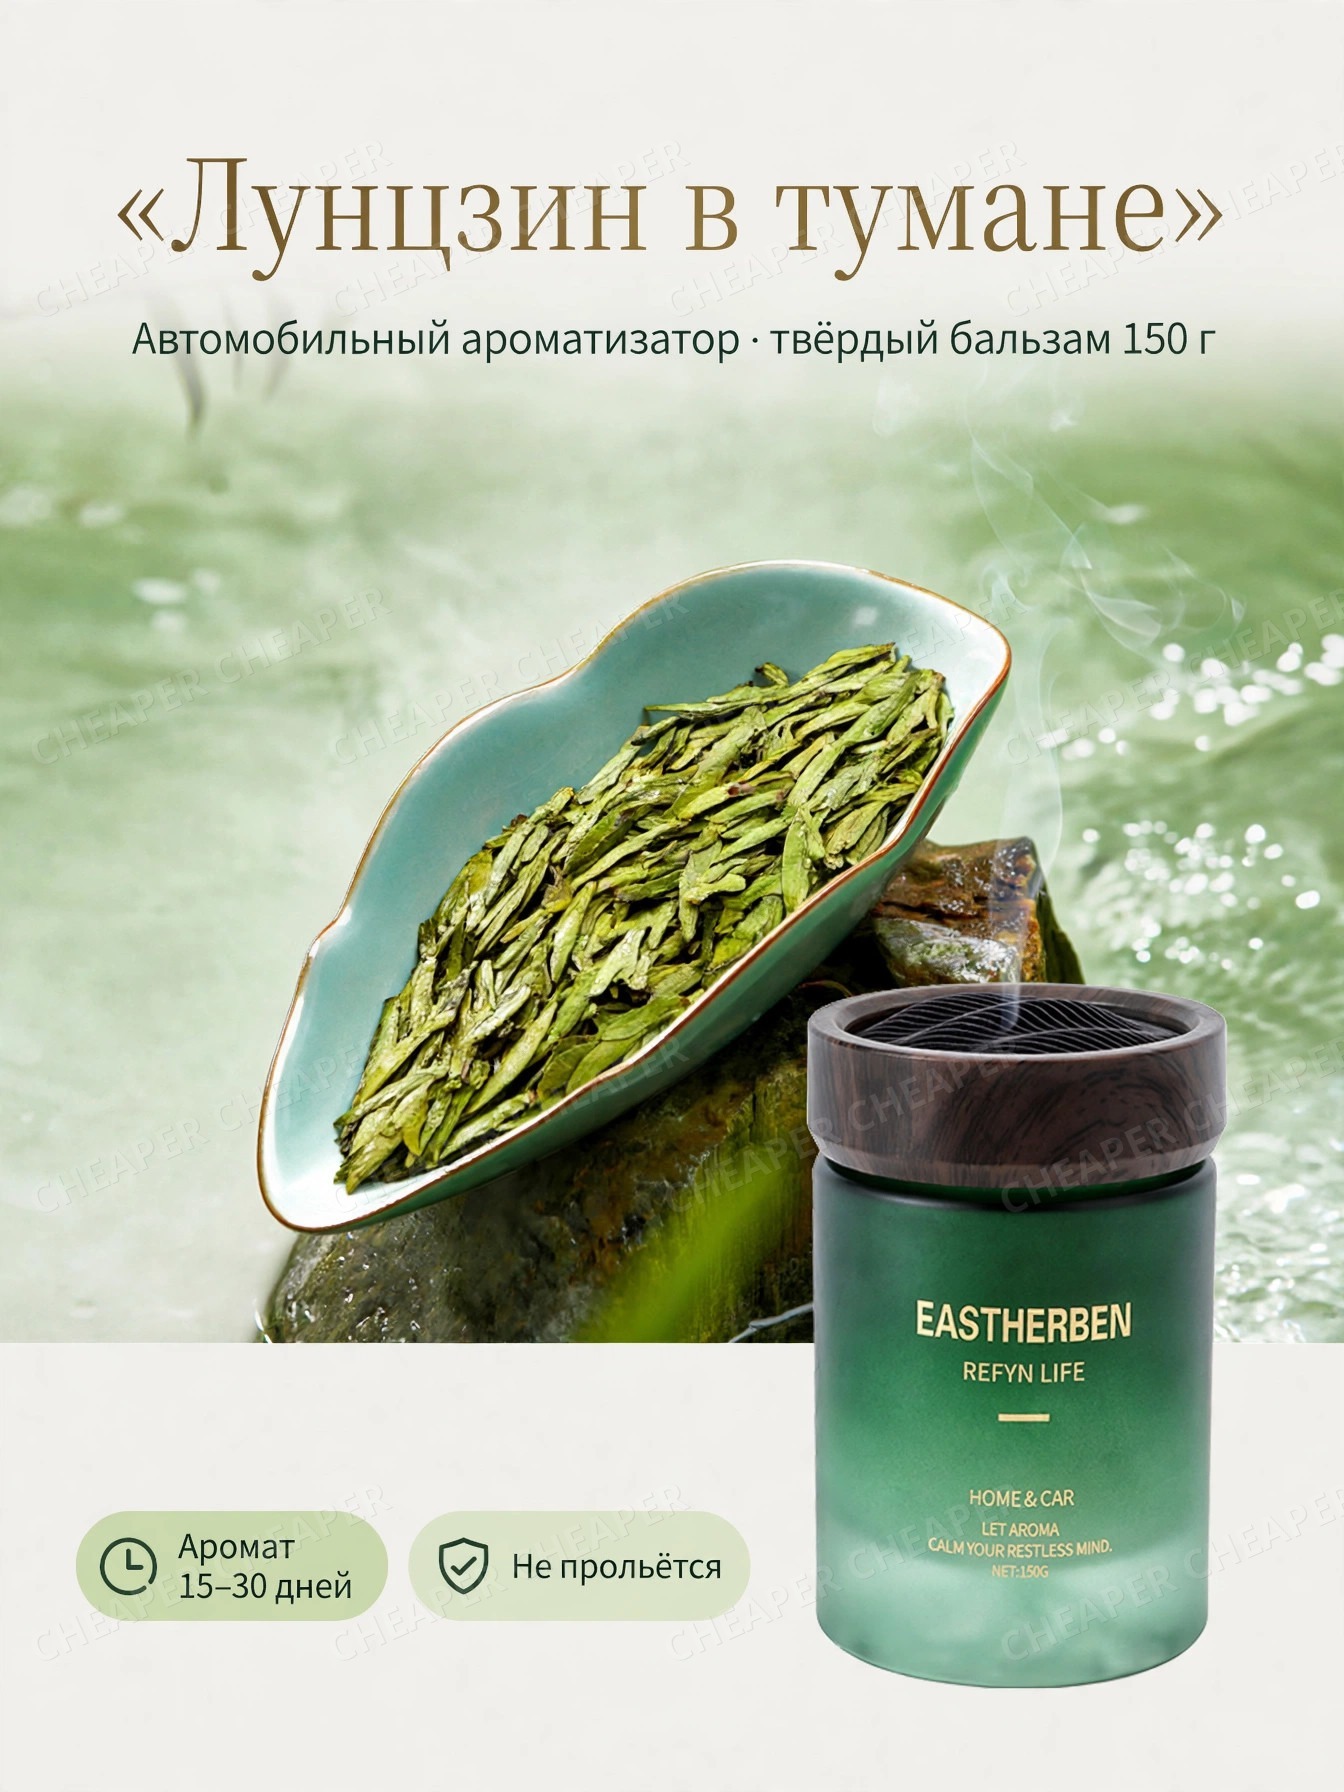 «Лунцзин в тумане»
Автомобильный ароматизатор · твёрдый бальзам 150 г
EASTHERBEN
REFYN LIFE
HOME & CAR
LET AROMA
CALM YOUR RESTLESS MIND.
NET:150G
Аромат
15–30 дней
Не прольётся
CHEAPER